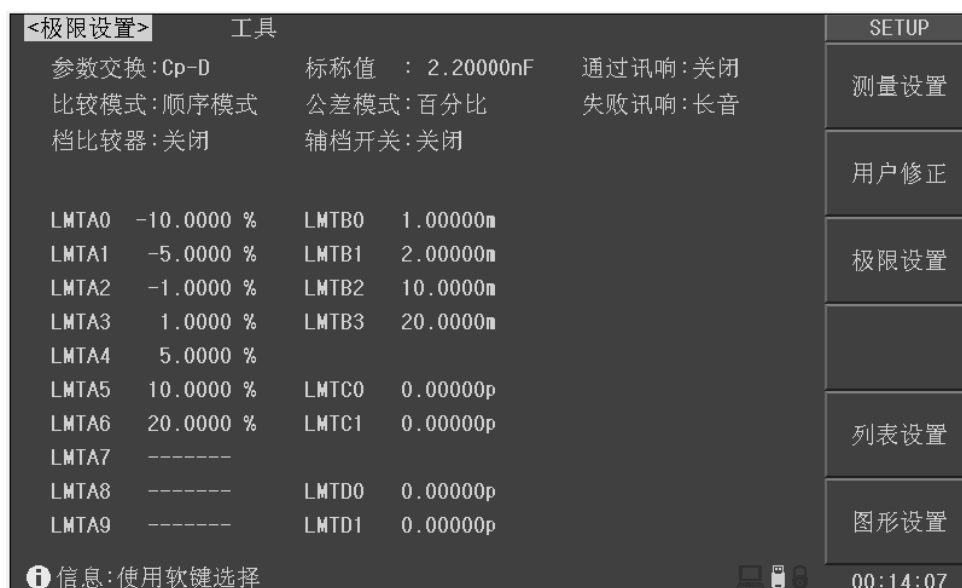 <极限设置> 工具 SETUP
参数交换:Cp-D 标称值 : 2.20000nF 通过讯响:关闭
测量设置
比较模式:顺序模式 公差模式:百分比 失败讯响:长音
档比较器:关闭 辅档开关:关闭
用户修正
LMTA0 -10.0000 % LMTB0 1.00000m
LMTA1 -5.0000 % LMTB1 2.00000m
极限设置
LMTA2 -1.0000 % LMTB2 10.0000m
LMTA3 1.0000 % LMTB3 20.0000m
LMTA4 5.0000 %
LMTA5 10.0000 % LMTC0 0.00000p
LMTA6 20.0000 % LMTC1 0.00000p
列表设置
LMTA7 -------
LMTA8 ------- LMTD0 0.00000p
LMTA9 ------- LMTD1 0.00000p
图形设置
信息:使用软键选择 00:14:07